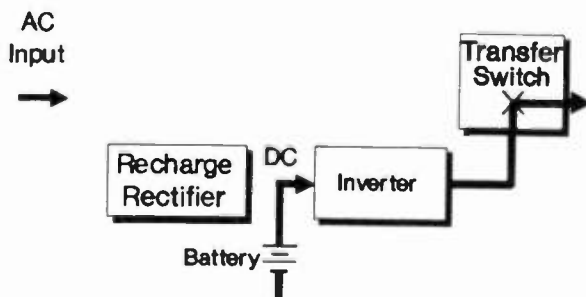 AC
Input
Transfer
Switch
Recharge
Rectifier
DC
Inverter
Battery